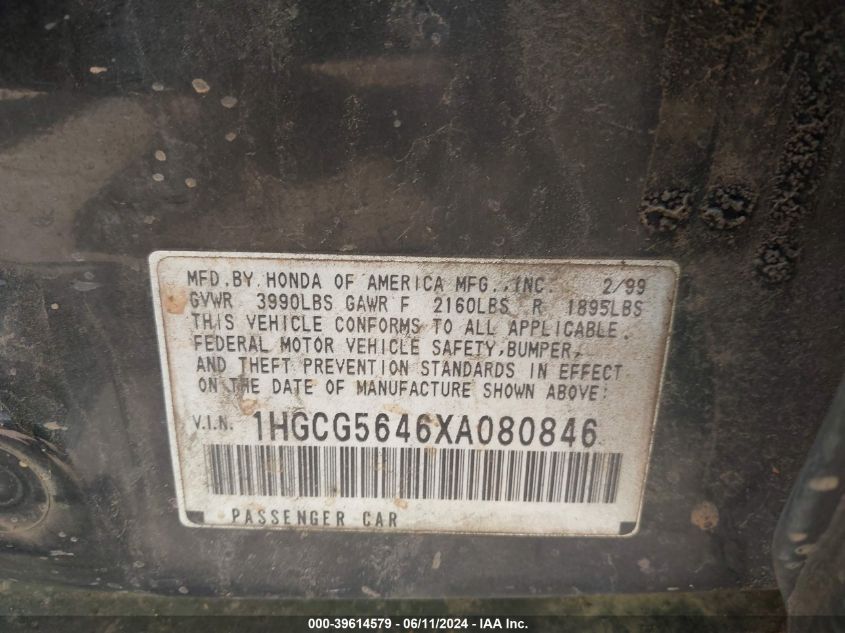 MFD.BY HONDA OF AMERICA MFG.,INC. 2/99
GVWR 3990LBS GAWR F 2160LBS R 1895LBS
THIS VEHICLE CONFORMS TO ALL APPLICABLE
FEDERAL MOTOR VEHICLE SAFETY,BUMPER,
AND THEFT PREVENTION STANDARDS IN EFFECT
ON THE DATE OF MANUFACTURE SHOWN ABOVE:
V.I.N. 1HGCG5646XA080846
PASSENGER CAR
000-39614579 - 06/11/2024 - IAA Inc.